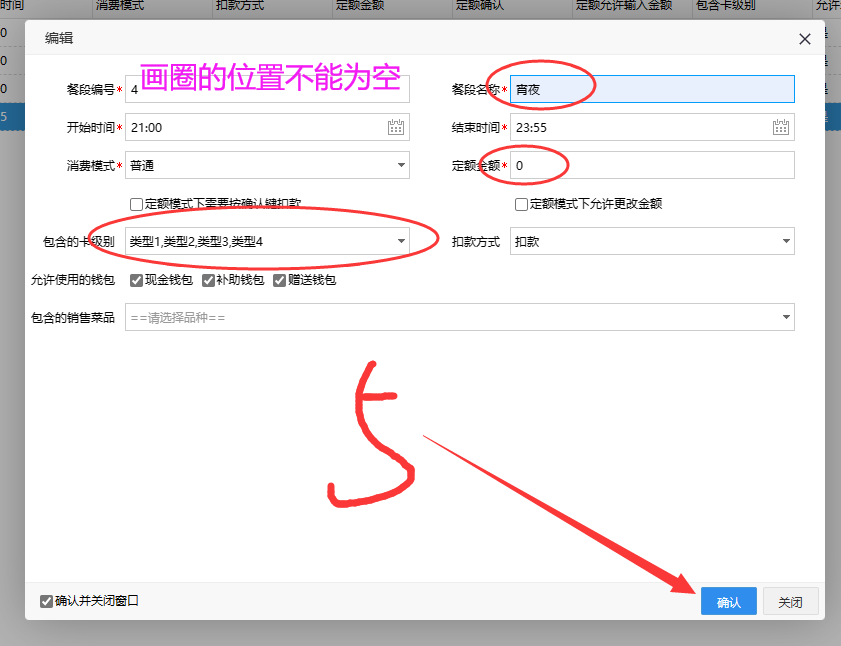 时间 消费模式 扣款方式 定额金额 定额确认 定额允许输入金额 包含卡级别 允许
0
0
0
5
编辑
画圈的位置不能为空
餐段编号* 4 餐段名称* 宵夜
开始时间* 21:00 结束时间* 23:55
消费模式* 普通 定额金额* 0
定额模式下需要按确认键扣款 定额模式下允许更改金额
包含的卡级别 类型1,类型2,类型3,类型4 扣款方式 扣款
允许使用的钱包 现金钱包 补助钱包 赠送钱包
包含的销售菜品 ==请选择品种==
5
确认并关闭窗口 确认 关闭